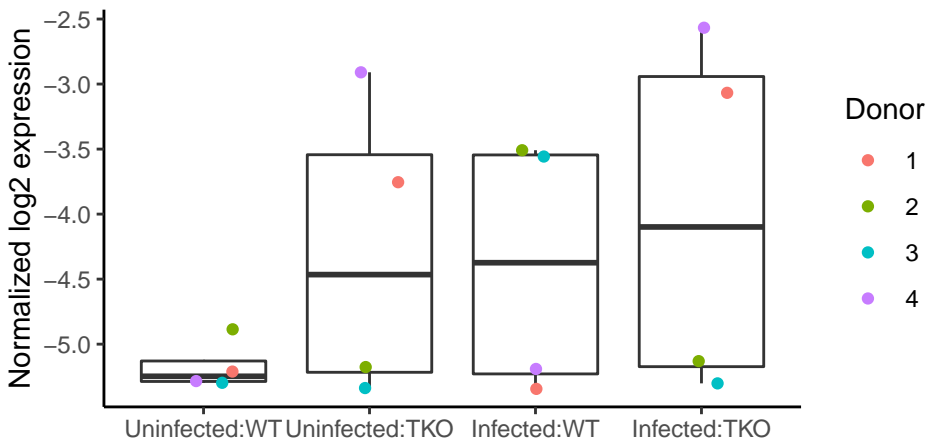 Normalized log2 expression
−2.5
−3.0
−3.5
−4.0
−4.5
−5.0
Uninfected:WT
Uninfected:TKO
Infected:WT
Infected:TKO
Donor
1
2
3
4